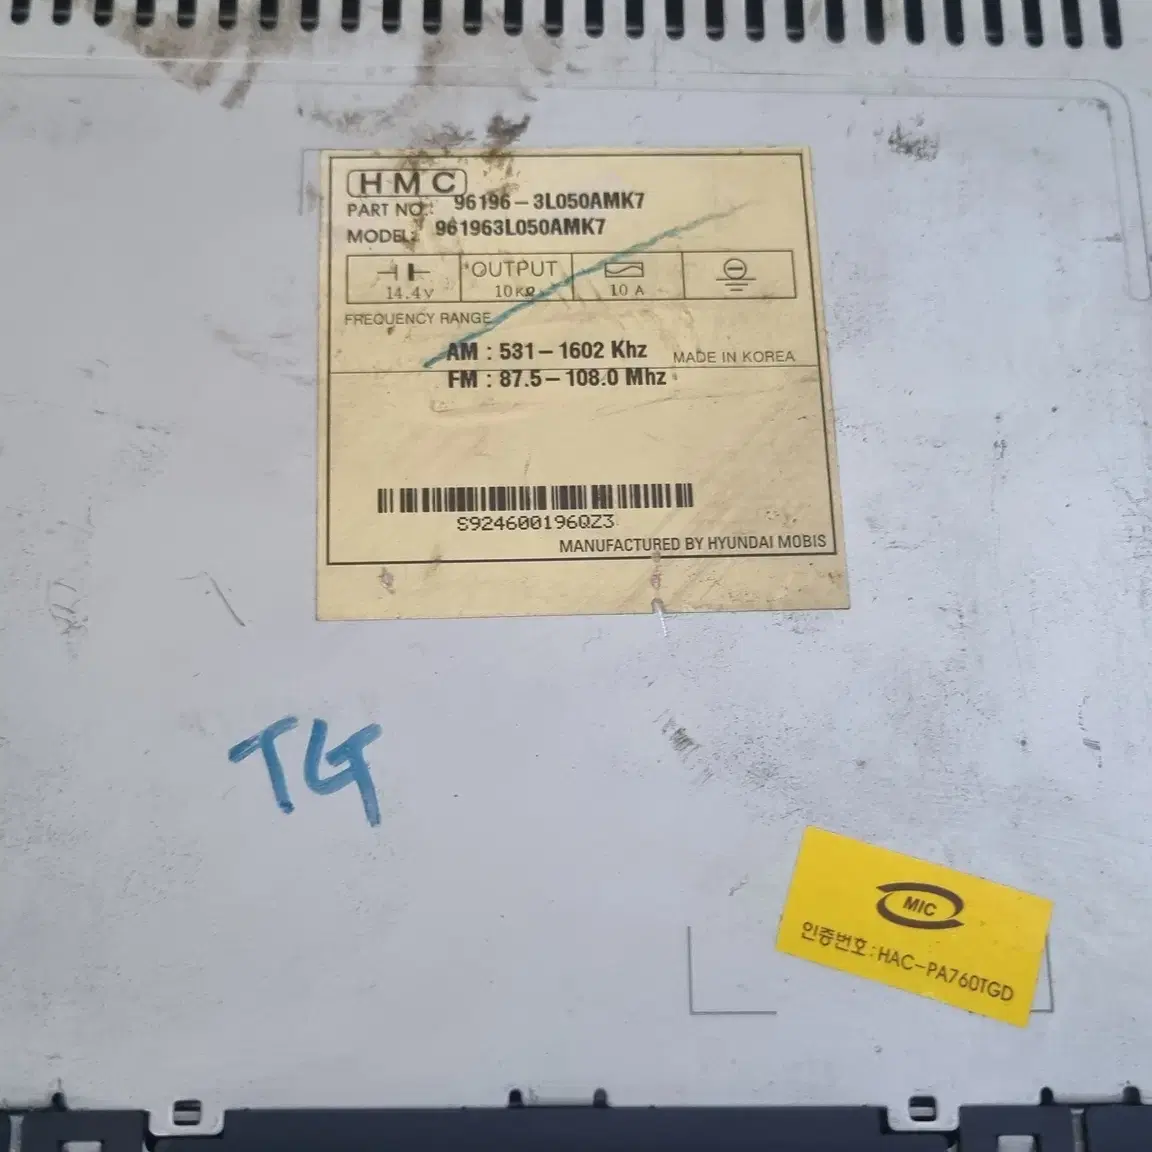 HMC
PART NO.: 96196-3L050AMK7
MODEL: 961963L050AMK7
OUTPUT
14.4V 10KΩ 10 A
FREQUENCY RANGE
AM : 531-1602 Khz MADE IN KOREA
FM : 87.5-108.0 Mhz
S924600196QZ3
MANUFACTURED BY HYUNDAI MOBIS
TG
MIC
인증번호:HAC-PA760TGD